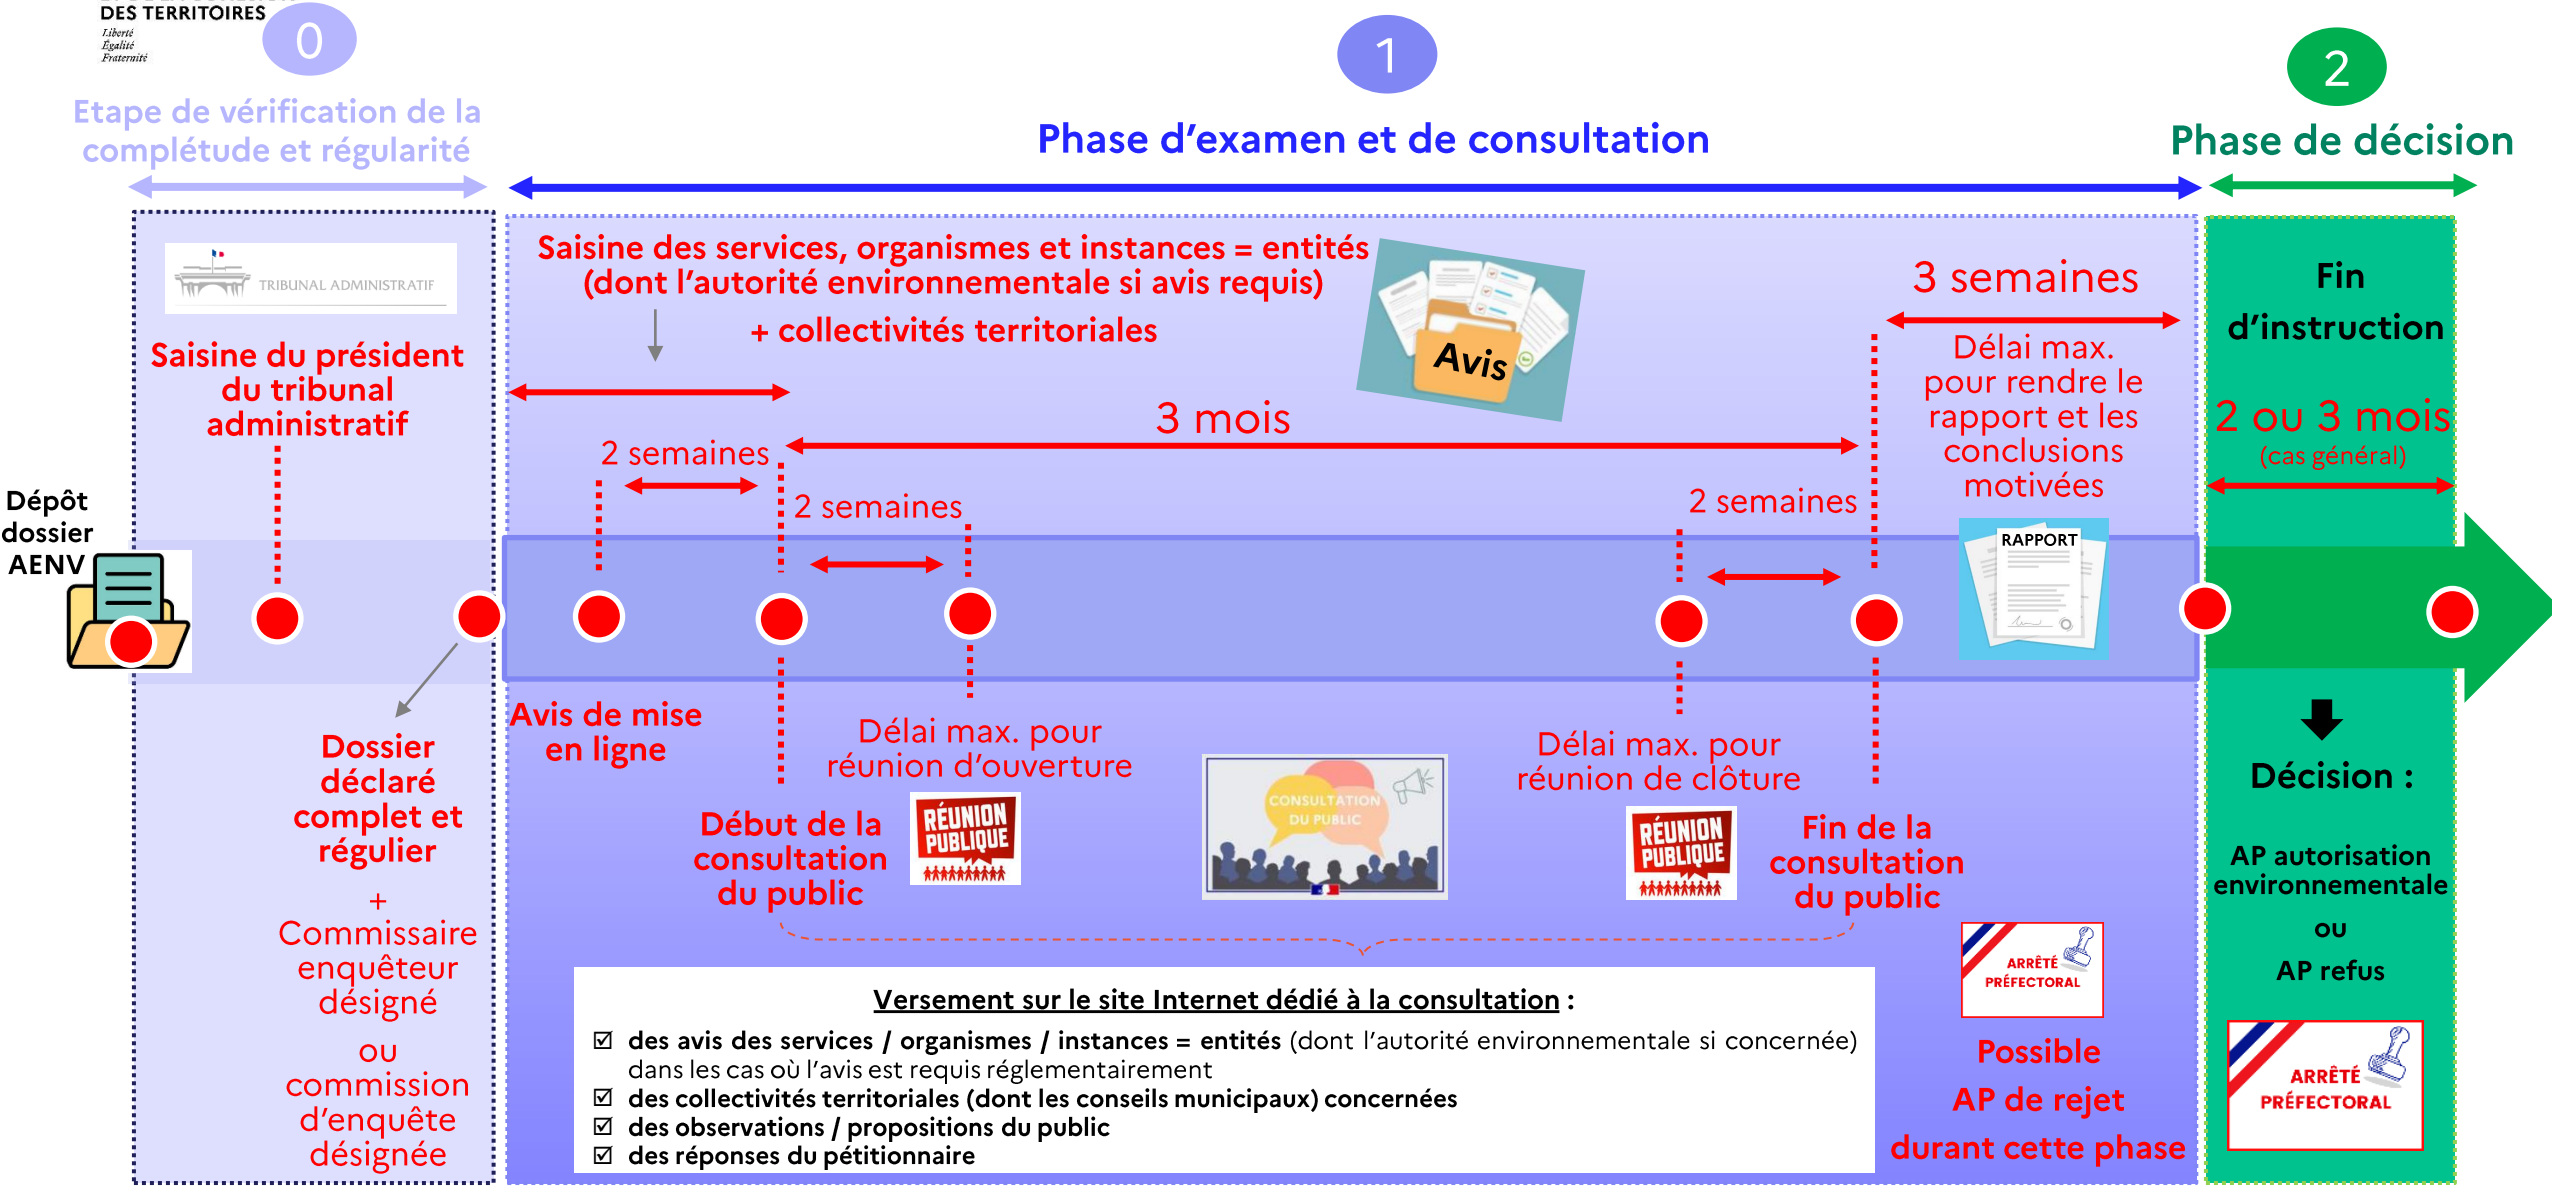 DES TERRITOIRES
Liberté
Égalité
Fraternité
0
Etape de vérification de la
complétude et régularité
1
Phase d'examen et de consultation
2
Phase de décision
TRIBUNAL ADMINISTRATIF
Saisine du président
du tribunal
administratif
Dépôt
dossier
AENV
Dossier
déclaré
complet et
régulier
+
Commissaire
enquêteur
désigné
ou
commission
d'enquête
désignée
Saisine des services, organismes et instances = entités
(dont l'autorité environnementale si avis requis)
+ collectivités territoriales
Avis
3 mois
2 semaines
2 semaines
2 semaines
3 semaines
Délai max.
pour rendre le
rapport et les
conclusions
motivées
RAPPORT
Avis de mise
en ligne
Début de la
consultation
du public
Délai max. pour
réunion d'ouverture
RÉUNION
PUBLIQUE
CONSULTATION
DU PUBLIC
Délai max. pour
réunion de clôture
RÉUNION
PUBLIQUE
Fin de la
consultation
du public
Versement sur le site Internet dédié à la consultation :
☑ des avis des services / organismes / instances = entités (dont l'autorité environnementale si concernée)
dans les cas où l'avis est requis réglementairement
☑ des collectivités territoriales (dont les conseils municipaux) concernées
☑ des observations / propositions du public
☑ des réponses du pétitionnaire
ARRÊTÉ
PRÉFECTORAL
Possible
AP de rejet
durant cette phase
Fin
d'instruction
2 ou 3 mois
(cas général)
Décision :
AP autorisation
environnementale
ou
AP refus
ARRÊTÉ
PRÉFECTORAL